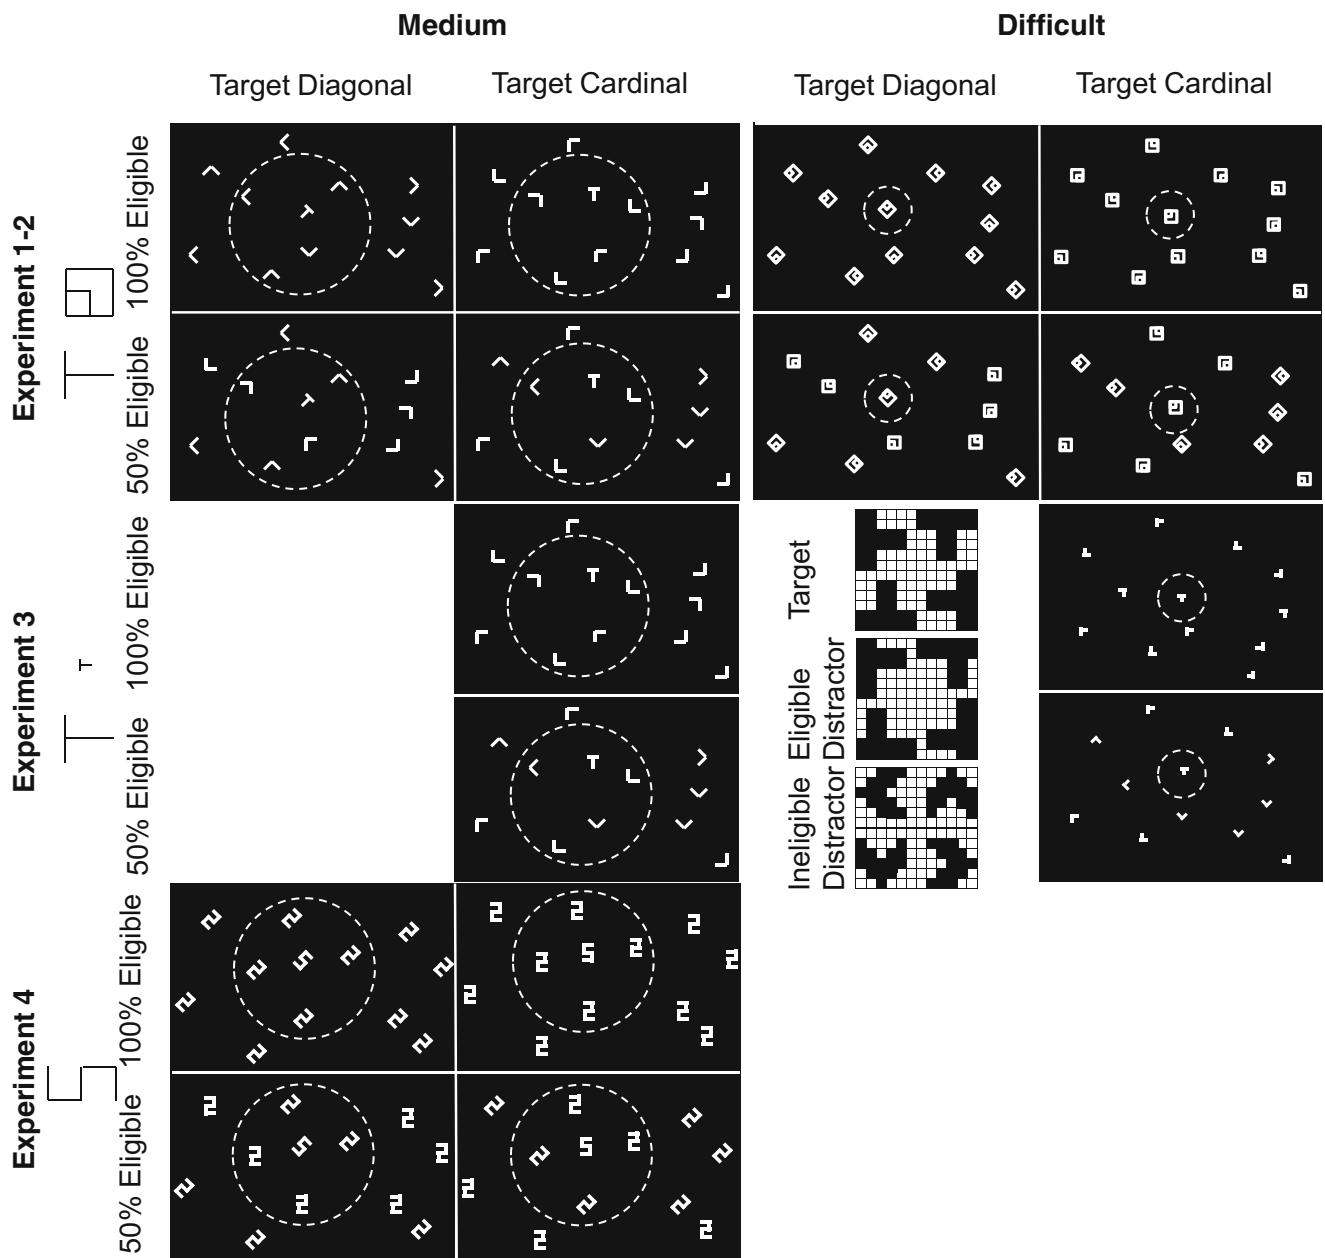 Medium
Difficult
Target Diagonal
Target Cardinal
Target Diagonal
Target Cardinal
Experiment 1-2
100% Eligible
50% Eligible
Experiment 3
100% Eligible
50% Eligible
Target
Eligible
Distractor
Ineligible
Distractor
Experiment 4
100% Eligible
50% Eligible